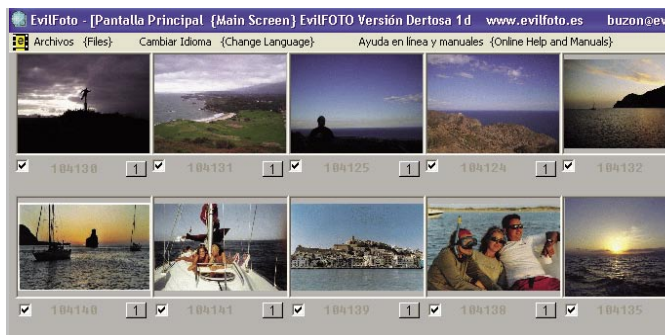 EvilFoto - [Pantalla Principal {Main Screen} EvilFOTO Versión Dertosa 1d www.evilfoto.es buzon@ev
Archivos {Files} Cambiar Idioma {Change Language} Ayuda en línea y manuales {Online Help and Manuals}
104130 1 104131 1 104125 1 104124 1 104132
104140 1 104141 1 104139 1 104138 1 104135